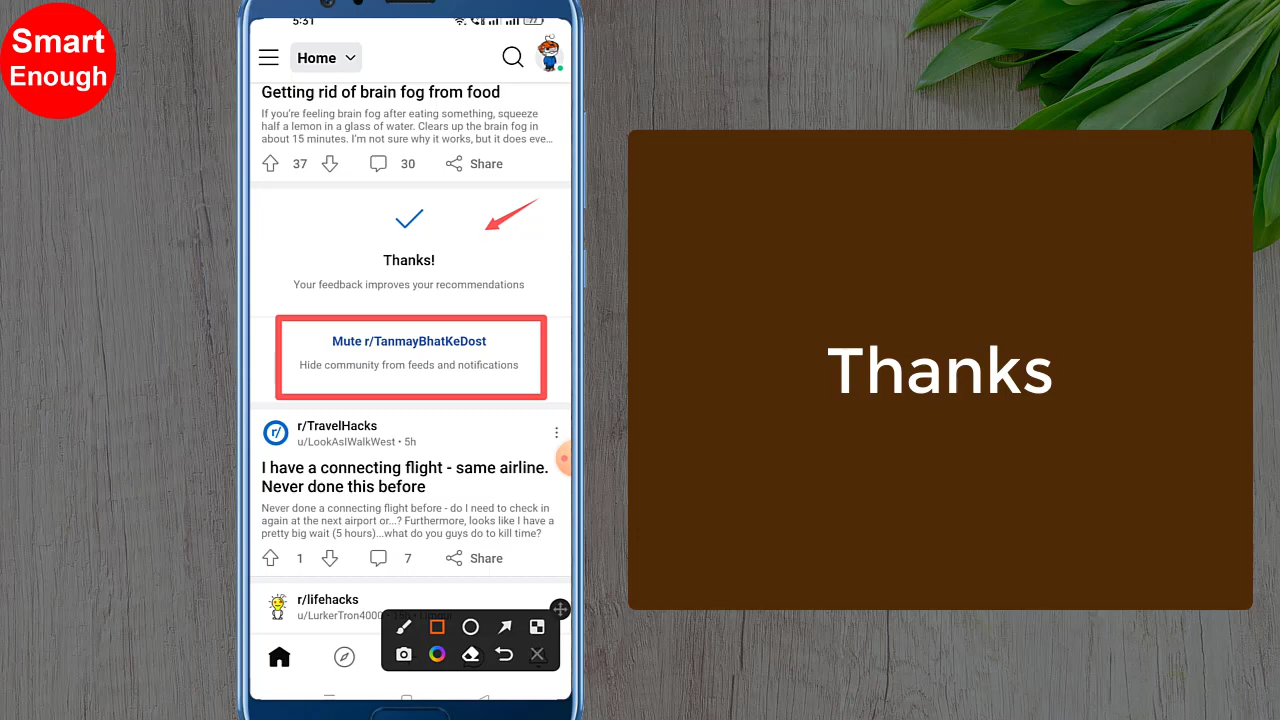 Smart
Enough
5:31
77
Home
Getting rid of brain fog from food
If you're feeling brain fog after eating something, squeeze
half a lemon in a glass of water. Clears up the brain fog in
about 15 minutes. I'm not sure why it works, but it does eve...
37
30
Share
Thanks!
Your feedback improves your recommendations
Mute r/TanmayBhatKeDost
Hide community from feeds and notifications
r/TravelHacks
u/LookAsIWalkWest • 5h
I have a connecting flight - same airline.
Never done this before
Never done a connecting flight before - do I need to check in
again at the next airport or...? Furthermore, looks like I have a
pretty big wait (5 hours)...what do you guys do to kill time?
1
7
Share
r/lifehacks
u/LurkerTron4000
Thanks